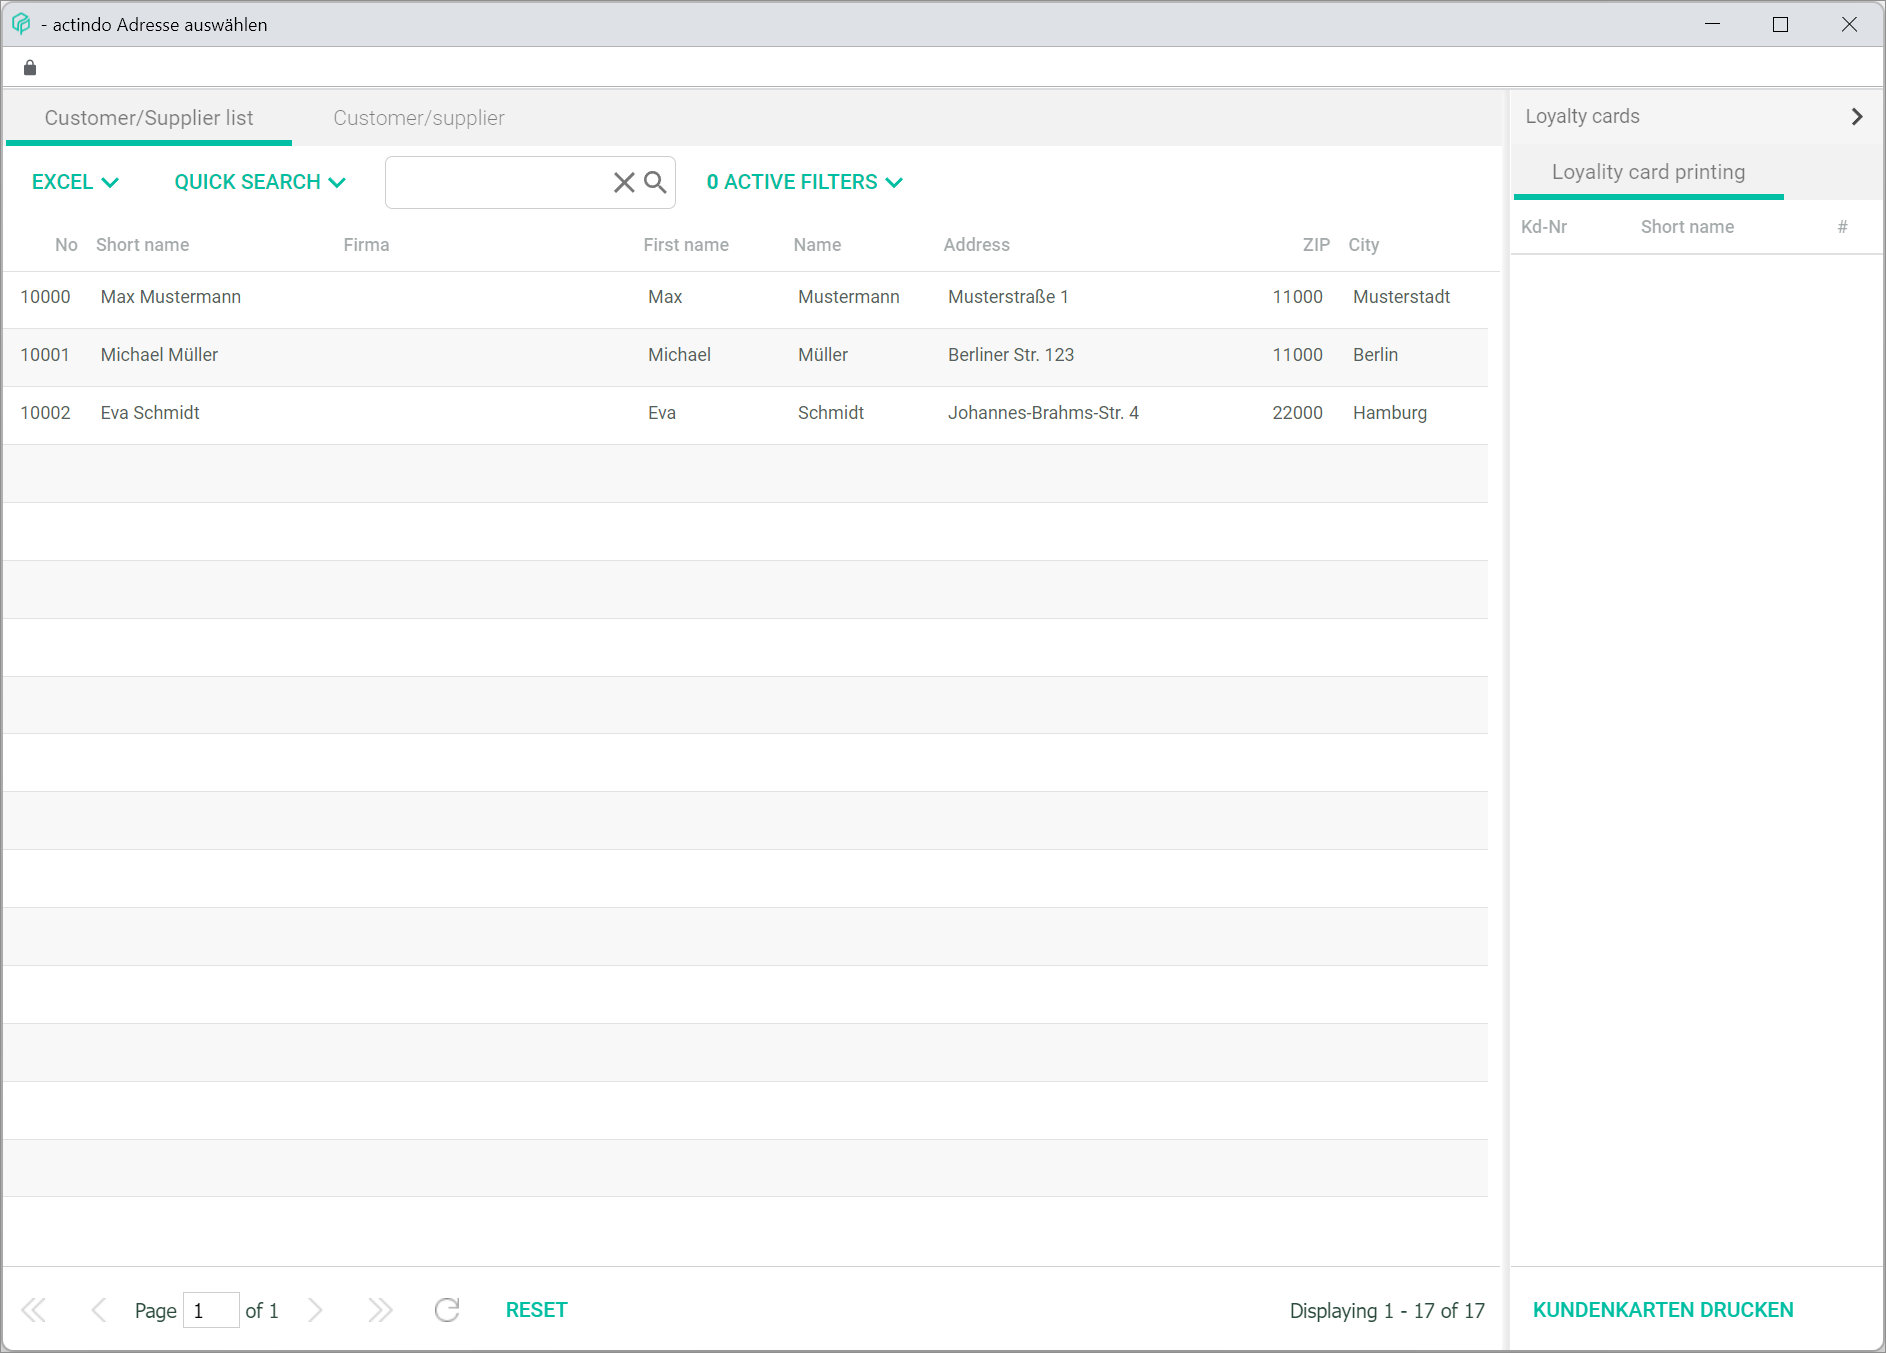 - actindo Adresse auswählen
Customer/Supplier list Customer/supplier
EXCEL QUICK SEARCH 0 ACTIVE FILTERS
No Short name Firma First name Name Address ZIP City
10000 Max Mustermann Max Mustermann Musterstraße 1 11000 Musterstadt
10001 Michael Müller Michael Müller Berliner Str. 123 11000 Berlin
10002 Eva Schmidt Eva Schmidt Johannes-Brahms-Str. 4 22000 Hamburg
Page 1 of 1 RESET Displaying 1 - 17 of 17
Loyalty cards
Loyality card printing
Kd-Nr Short name #
KUNDENKARTEN DRUCKEN